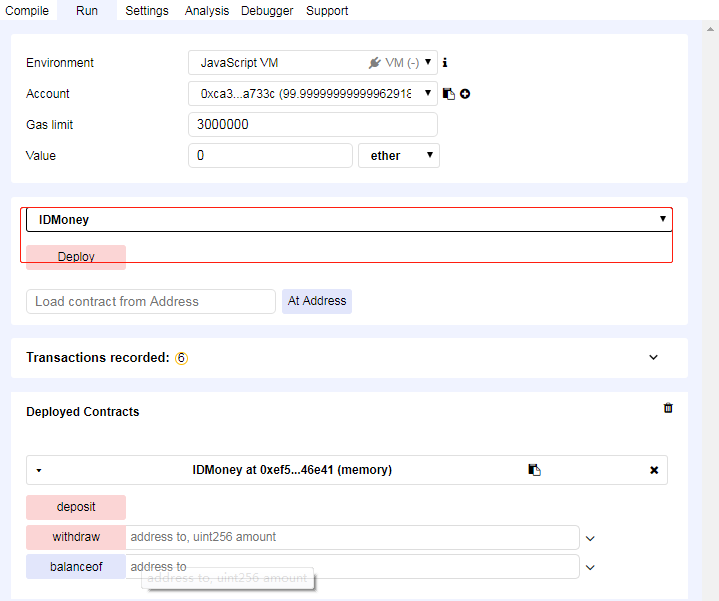 Compile Run Settings Analysis Debugger Support
Environment JavaScript VM VM (-)
Account 0xca3...a733c (99.99999999999962918
Gas limit 3000000
Value 0 ether
IDMoney
Deploy
Load contract from Address At Address
Transactions recorded: 6
Deployed Contracts
IDMoney at 0xef5...46e41 (memory)
deposit
withdraw address to, uint256 amount
balanceof address to
address to, uint256 amount